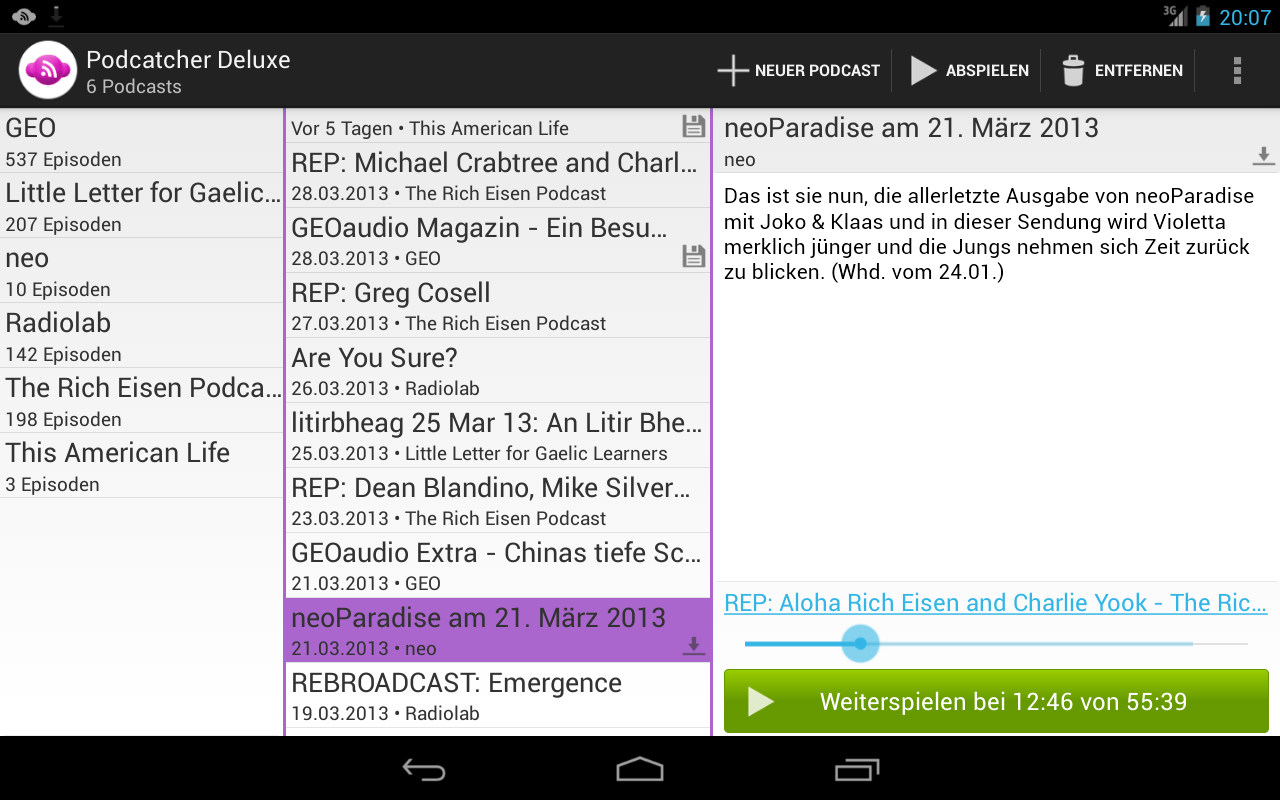 3G
20:07
Podcatcher Deluxe
6 Podcasts
NEUER PODCAST
ABSPIELEN
ENTFERNEN
GEO
537 Episoden
Little Letter for Gaelic…
207 Episoden
neo
10 Episoden
Radiolab
142 Episoden
The Rich Eisen Podca…
198 Episoden
This American Life
3 Episoden
Vor 5 Tagen • This American Life
REP: Michael Crabtree and Charl…
28.03.2013 • The Rich Eisen Podcast
GEOaudio Magazin - Ein Besu…
28.03.2013 • GEO
REP: Greg Cosell
27.03.2013 • The Rich Eisen Podcast
Are You Sure?
26.03.2013 • Radiolab
litirbheag 25 Mar 13: An Litir Bhe…
25.03.2013 • Little Letter for Gaelic Learners
REP: Dean Blandino, Mike Silver…
23.03.2013 • The Rich Eisen Podcast
GEOaudio Extra - Chinas tiefe Sc…
21.03.2013 • GEO
neoParadise am 21. März 2013
21.03.2013 • neo
REBROADCAST: Emergence
19.03.2013 • Radiolab
neoParadise am 21. März 2013
neo
Das ist sie nun, die allerletzte Ausgabe von neoParadise
mit Joko & Klaas und in dieser Sendung wird Violetta
merklich jünger und die Jungs nehmen sich Zeit zurück
zu blicken. (Whd. vom 24.01.)
REP: Aloha Rich Eisen and Charlie Yook - The Ric…
Weiterspielen bei 12:46 von 55:39